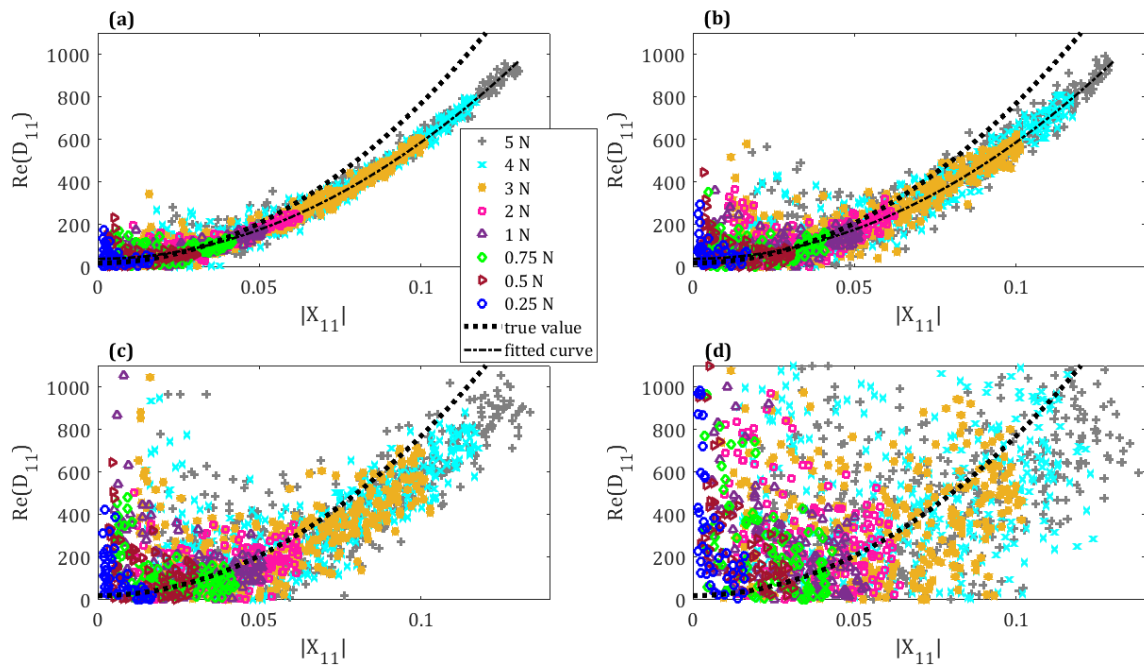 (a)
1000
800
600
400
200
0
Re(D11)
0
0.05
0.1
|X11|
(b)
1000
800
600
400
200
0
Re(D11)
0
0.05
0.1
|X11|
5 N
4 N
3 N
2 N
1 N
0.75 N
0.5 N
0.25 N
true value
fitted curve
(c)
1000
800
600
400
200
0
Re(D11)
0
0.05
0.1
|X11|
(d)
1000
800
600
400
200
0
Re(D11)
0
0.05
0.1
|X11|